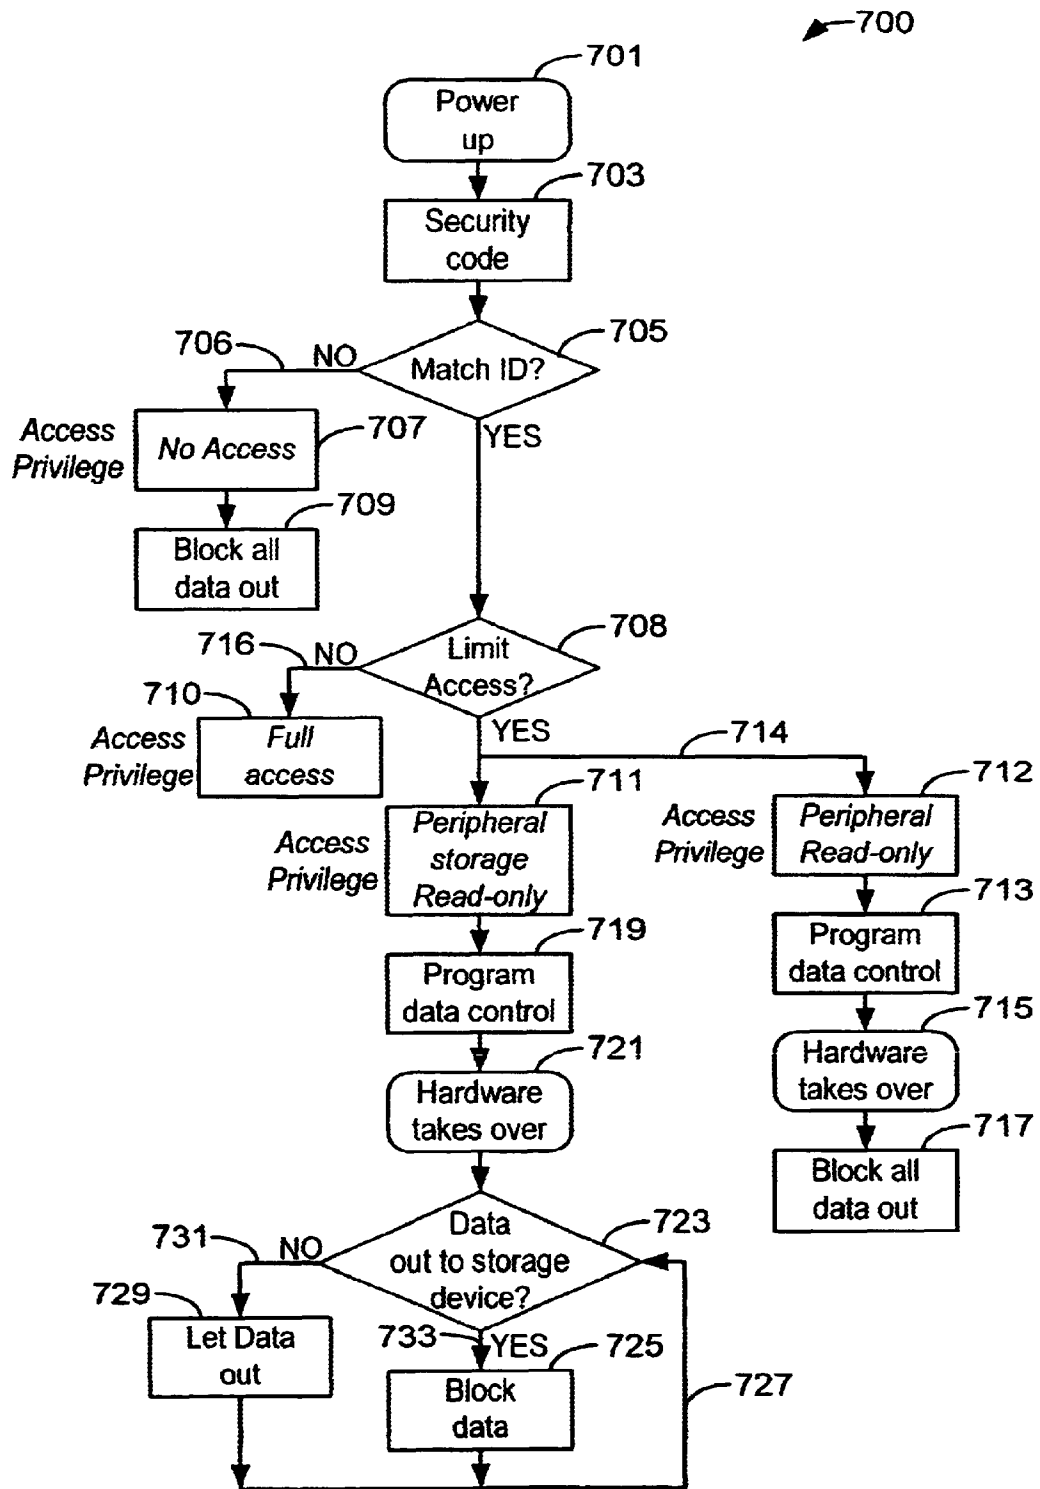 700
701
Power
up
703
Security
code
705
706
NO
Match ID?
YES
Access
Privilege
No Access
707
709
Block all
data out
708
716
NO
Limit
Access?
YES
710
Access
Privilege
Full
access
714
711
Access
Privilege
Peripheral
storage
Read-only
712
Access
Privilege
Peripheral
Read-only
719
Program
data control
713
Program
data control
721
Hardware
takes over
715
Hardware
takes over
717
Block all
data out
723
Data
out to storage
device?
731
NO
729
Let Data
out
733
YES
725
Block
data
727